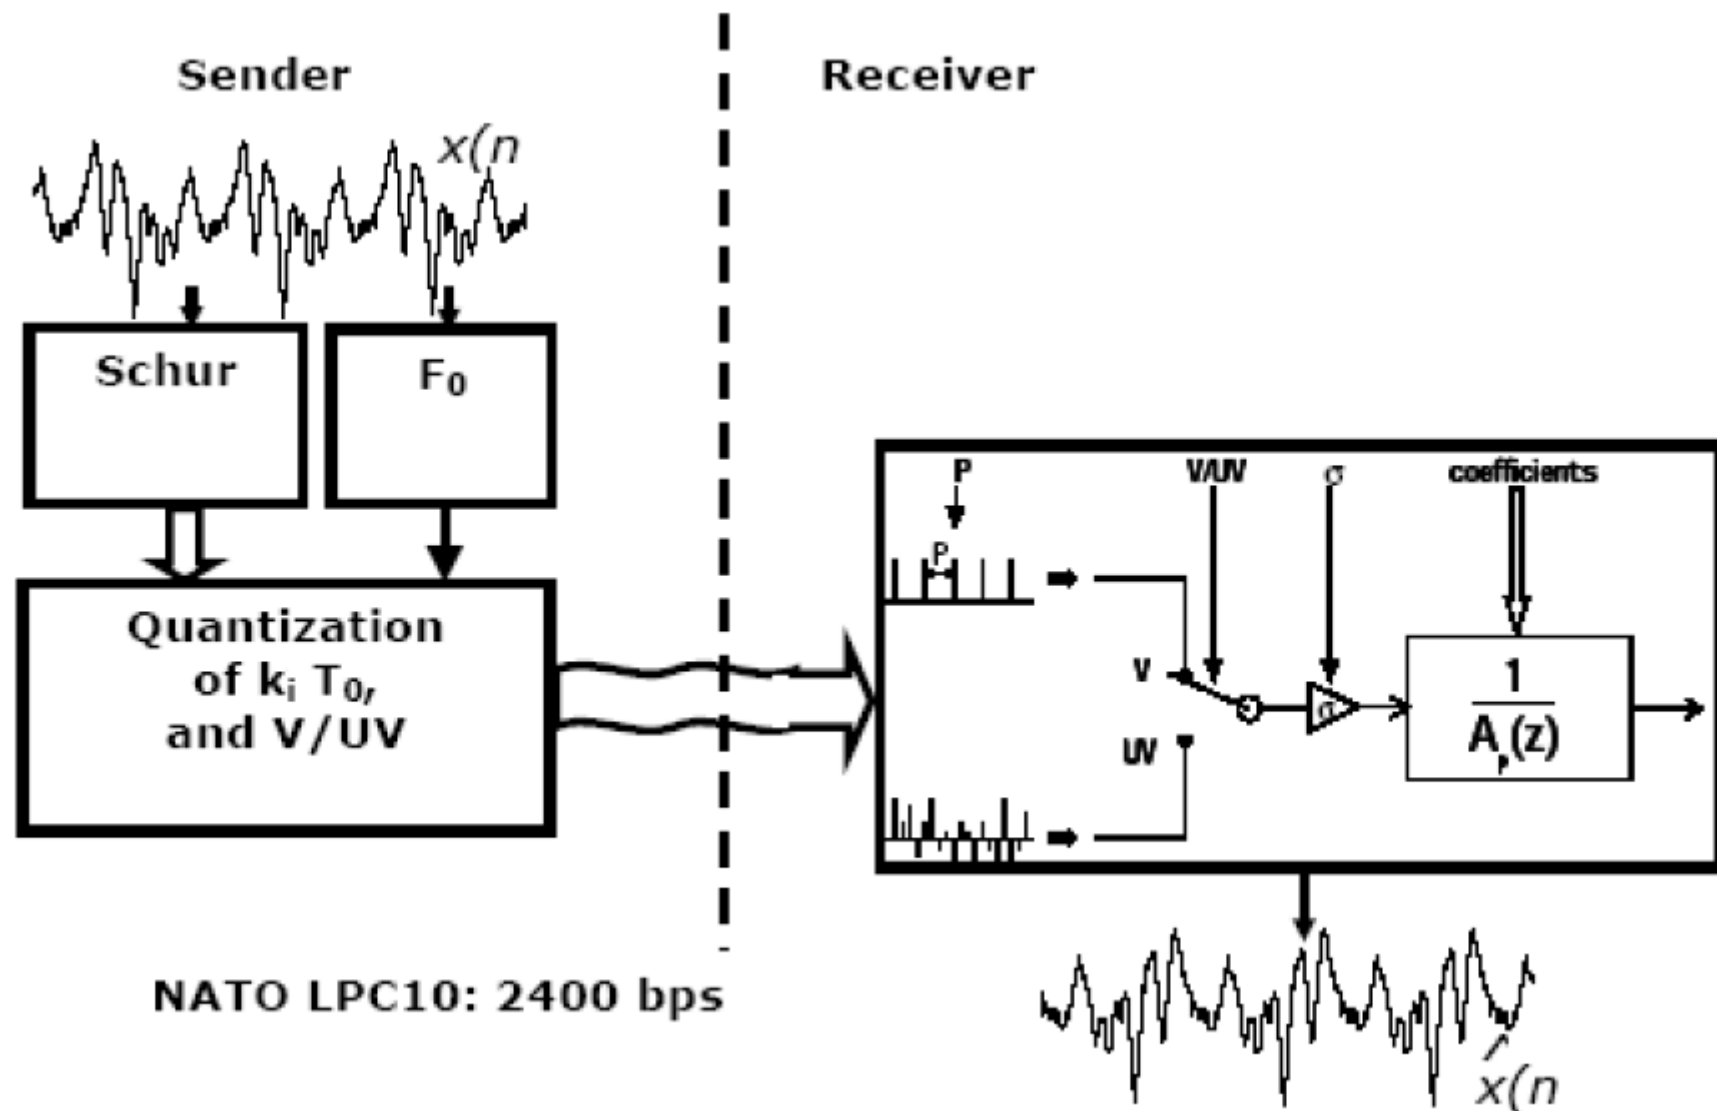 Sender
Receiver
x(n
Schur
F₀
Quantization
of kᵢ T₀,
and V/UV
P
V/UV
σ
coefficients
P
V
UV
σ
1
Aₚ(z)
NATO LPC10: 2400 bps
x̂(n